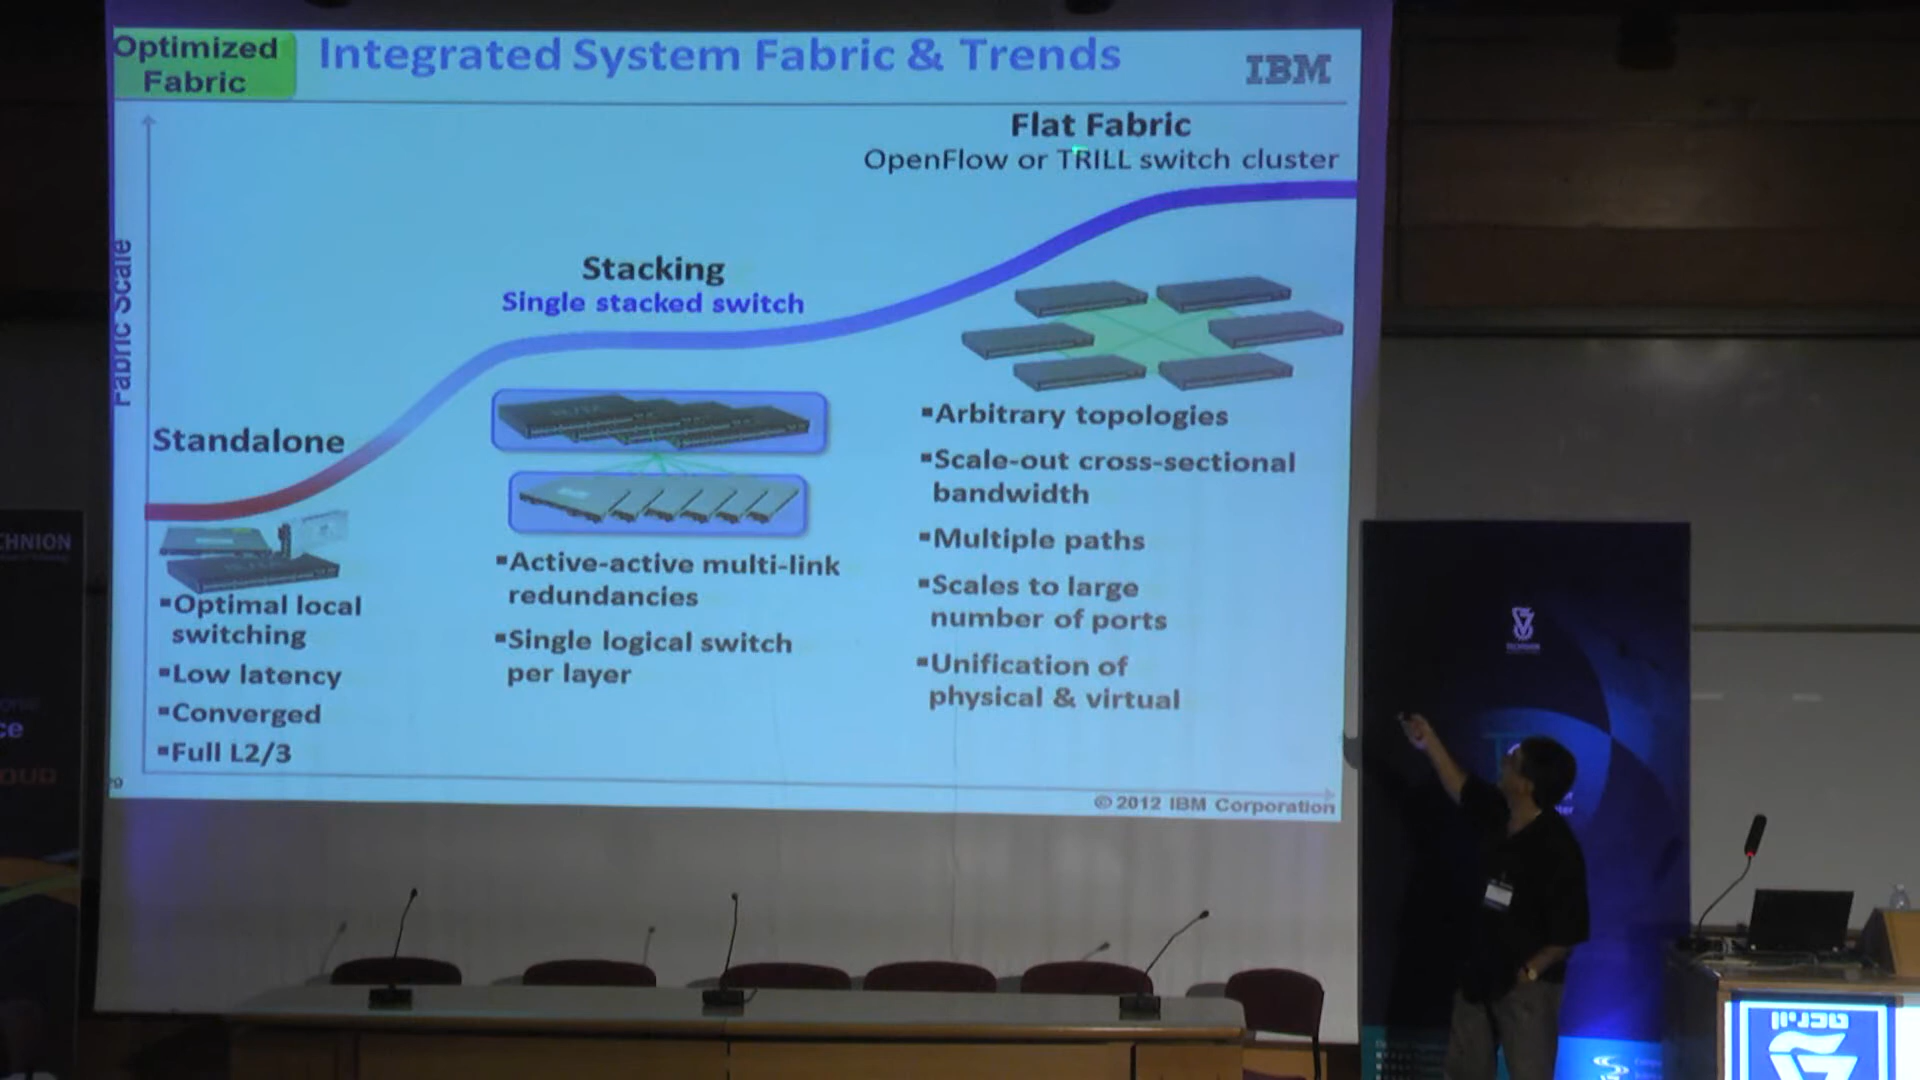 Optimized
Fabric
Integrated System Fabric & Trends
IBM
Flat Fabric
OpenFlow or TRILL switch cluster
Fabric Scale
Stacking
Single stacked switch
Standalone
▪Optimal local
switching
▪Low latency
▪Converged
▪Full L2/3
▪Active-active multi-link
redundancies
▪Single logical switch
per layer
▪Arbitrary topologies
▪Scale-out cross-sectional
bandwidth
▪Multiple paths
▪Scales to large
number of ports
▪Unification of
physical & virtual
© 2012 IBM Corporation
CHNION
ce
OUD
TECHNION
טכניון